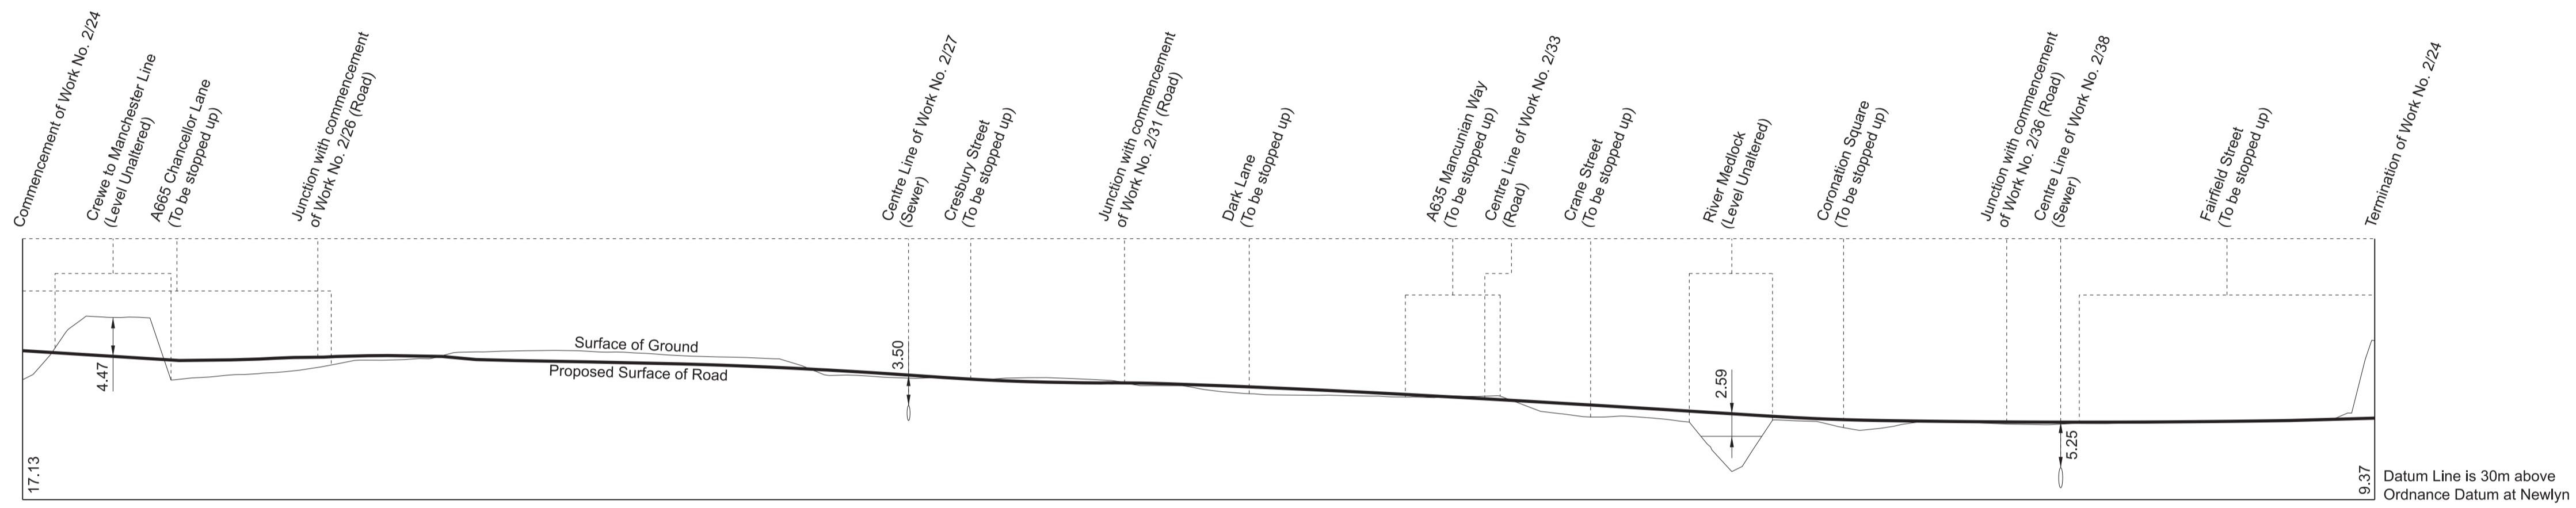 Commencement of Work No. 2/24
Crewe to Manchester Line
(Level Unaltered)
A665 Chancellor Lane
(To be stopped up)
Junction with commencement
of Work No. 2/26 (Road)
Centre Line of Work No. 2/27
(Sewer)
Cresbury Street
(To be stopped up)
Junction with commencement
of Work No. 2/31 (Road)
Dark Lane
(To be stopped up)
A635 Mancunian Way
(To be stopped up)
Centre Line of Work No. 2/33
(Road)
Crane Street
(To be stopped up)
River Medlock
(Level Unaltered)
Coronation Square
(To be stopped up)
Junction with commencement
of Work No. 2/36 (Road)
Centre Line of Work No. 2/38
(Sewer)
Fairfield Street
(To be stopped up)
Termination of Work No. 2/24
4.47
Surface of Ground
Proposed Surface of Road
3.50
2.59
5.25
17.13
9.37
Datum Line is 30m above
Ordnance Datum at Newlyn